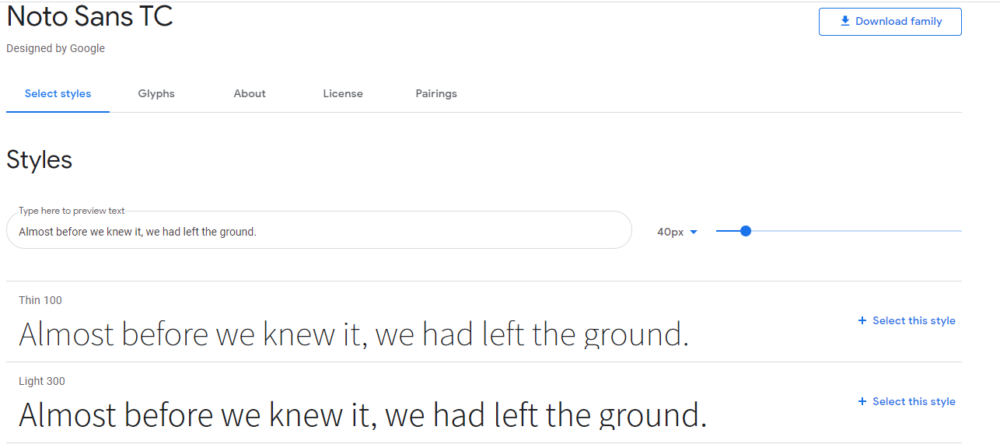 Noto Sans TC
Download family
Designed by Google
Select styles
Glyphs
About
License
Pairings
Styles
Type here to preview text
Almost before we knew it, we had left the ground.
40px
Thin 100
Almost before we knew it, we had left the ground.
+ Select this style
Light 300
Almost before we knew it, we had left the ground.
+ Select this style